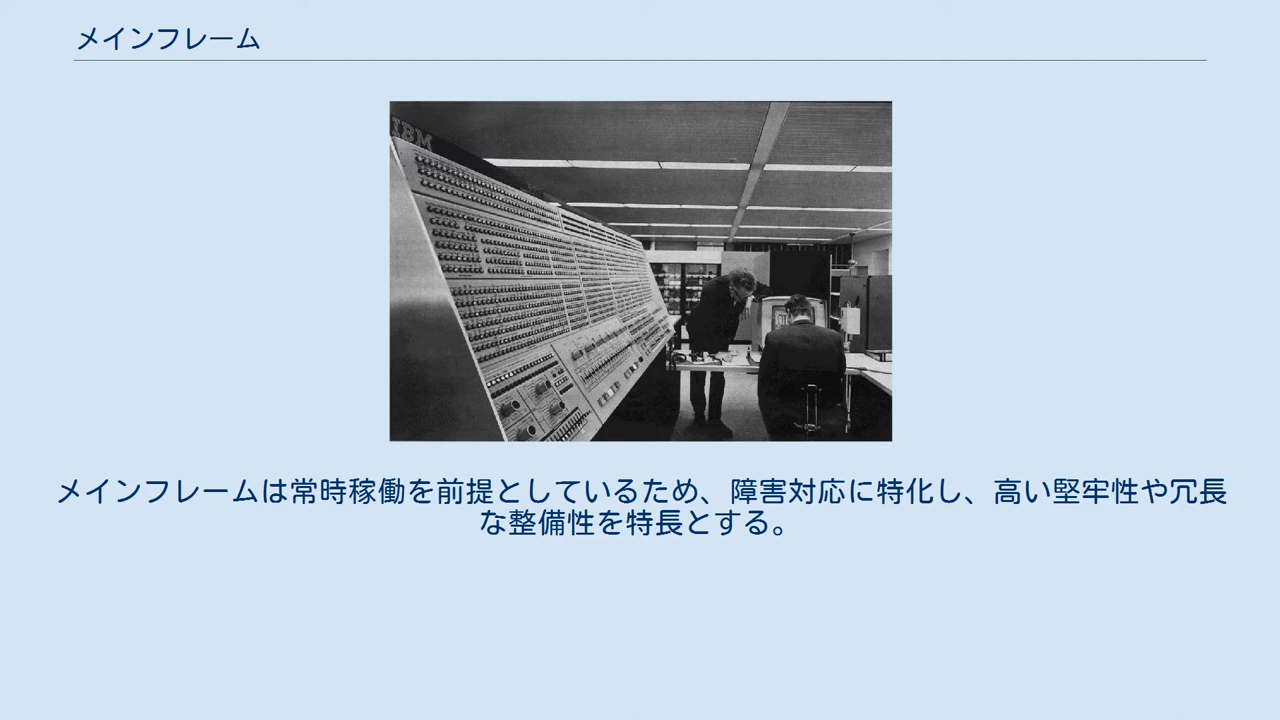 メインフレーム
IBM
メインフレームは常時稼働を前提としているため、障害対応に特化し、高い堅牢性や冗長
な整備性を特長とする。